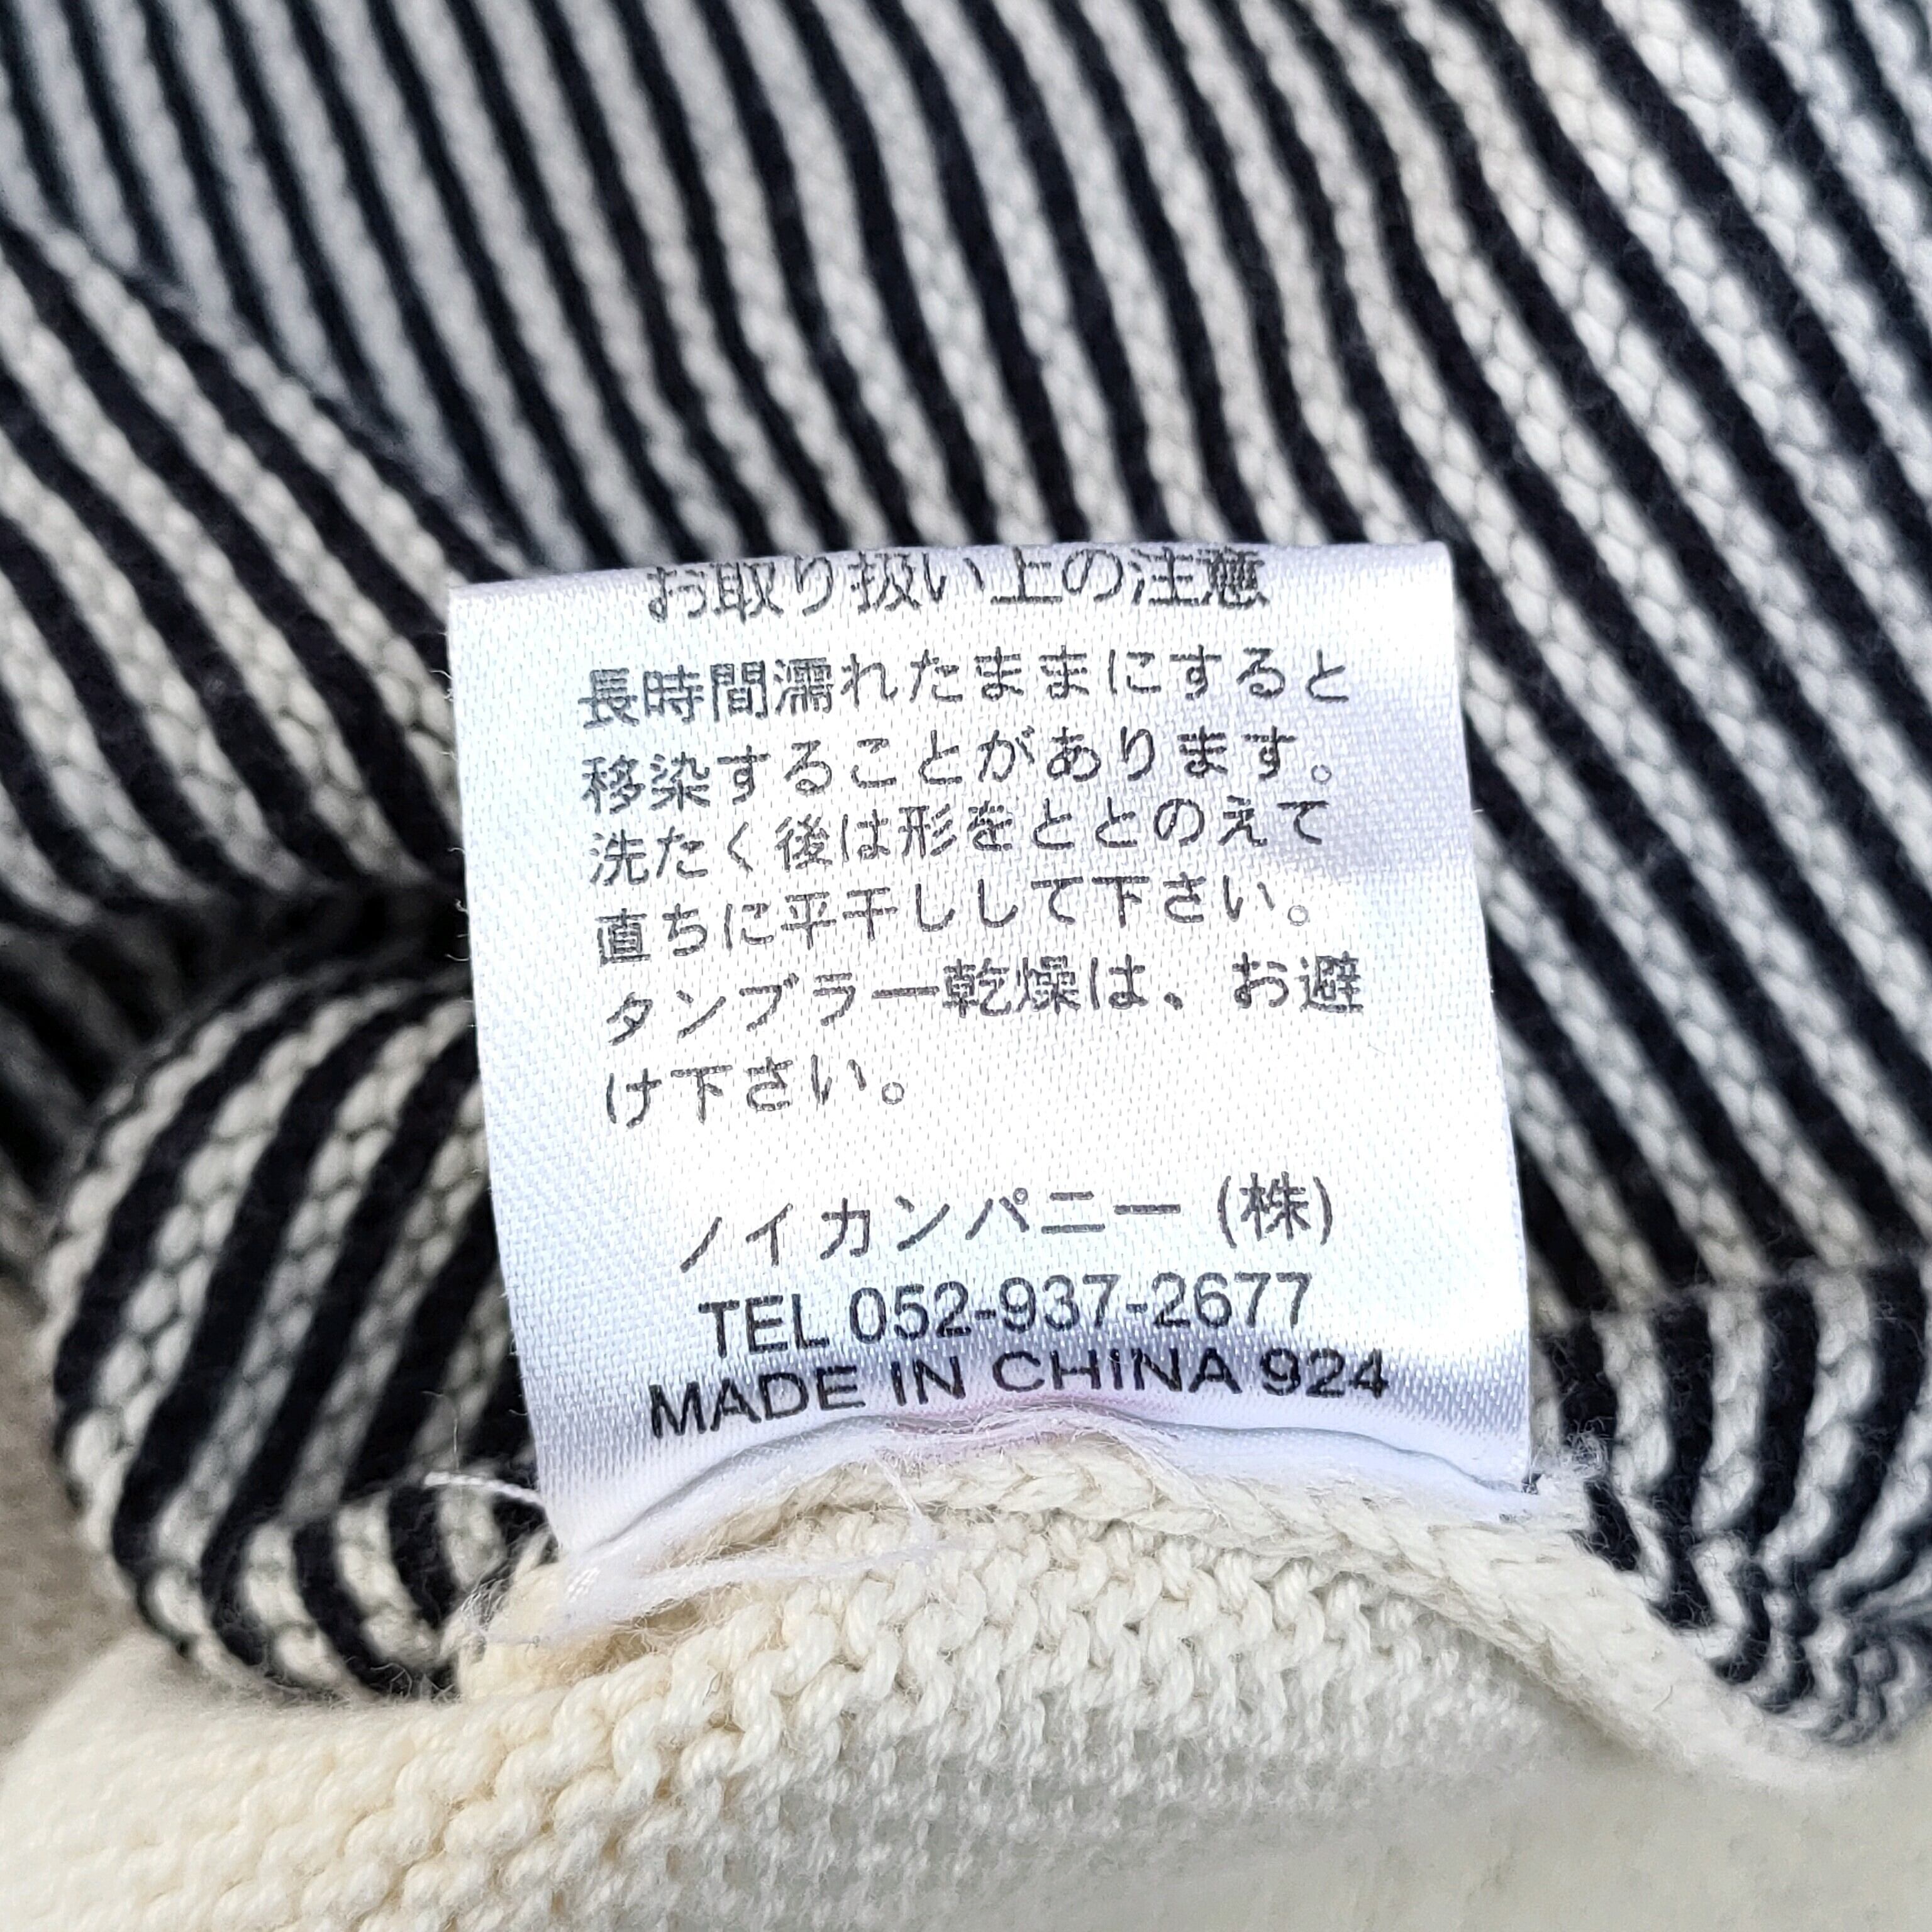 お取り扱い上の注意
長時間濡れたままにすると
移染することがあります。
洗たく後は形をととのえて
直ちに平干しして下さい。
タンブラー乾燥は、お避
け下さい。
ノイカンパニー(株)
TEL 052-937-2677
MADE IN CHINA 924